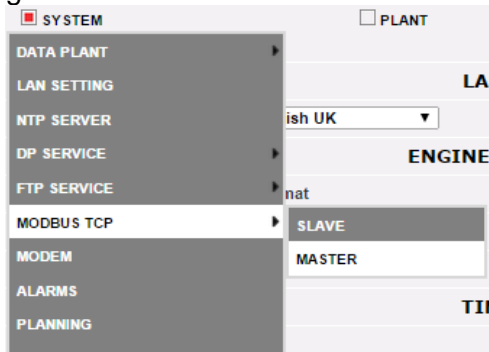 SYSTEM PLANT
DATA PLANT
LAN SETTING LA
NTP SERVER ish UK
DP SERVICE ENGINE
FTP SERVICE nat
MODBUS TCP SLAVE
MODEM MASTER
ALARMS
PLANNING TI